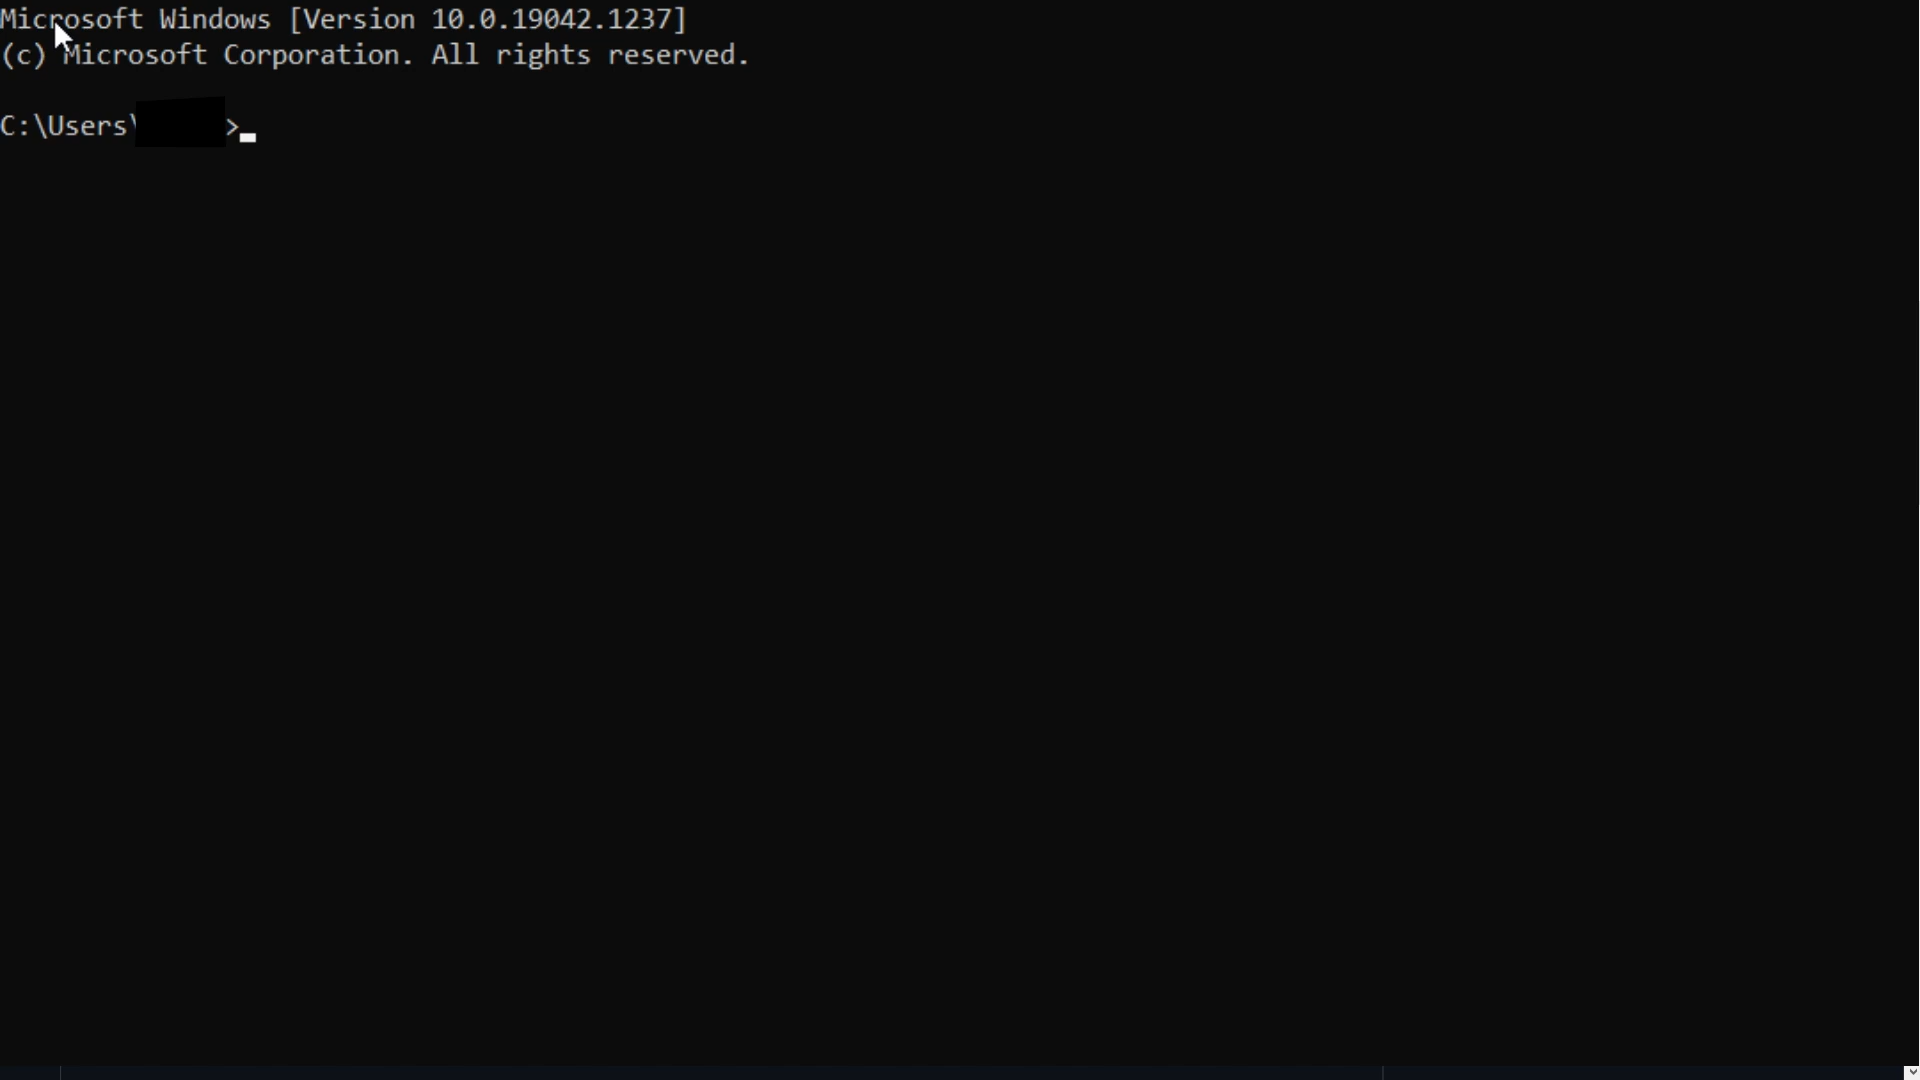 Microsoft Windows [Version 10.0.19042.1237]
(c) Microsoft Corporation. All rights reserved.
C:\Users\ >